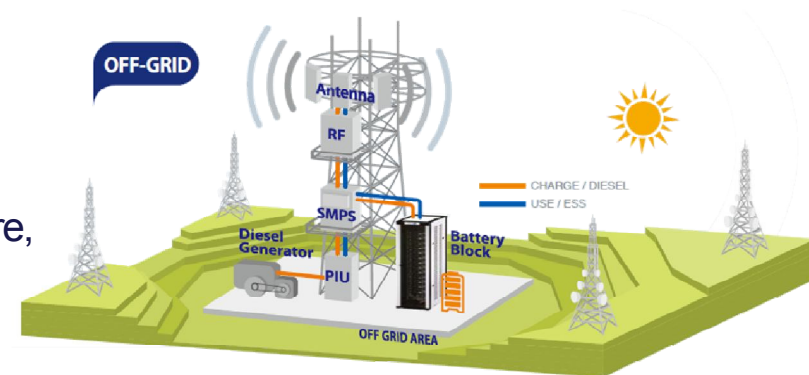 OFF-GRID
Antenna
RF
CHARGE / DIESEL
USE / ESS
re,
SMPS
Diesel
Generator
Battery
Block
PIU
OFF GRID AREA